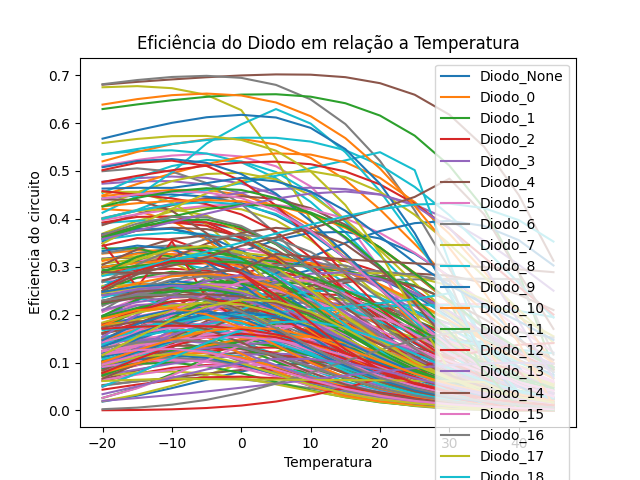 Eficiência do Diodo em relação a Temperatura
Eficiencia do circuito
0.7
0.6
0.5
0.4
0.3
0.2
0.1
0.0
−20
−10
0
10
20
30
40
Temperatura
Diodo_None
Diodo_0
Diodo_1
Diodo_2
Diodo_3
Diodo_4
Diodo_5
Diodo_6
Diodo_7
Diodo_8
Diodo_9
Diodo_10
Diodo_11
Diodo_12
Diodo_13
Diodo_14
Diodo_15
Diodo_16
Diodo_17
Diodo_18